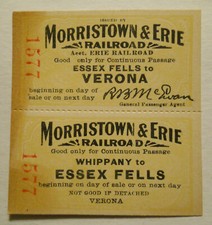 ISSUED BY
MORRISTOWN & ERIE
RAILROAD
Acct. ERIE RAILROAD
Good only for Continuous Passage
ESSEX FELLS to
VERONA
beginning on day of
sale or on next day
General Passenger Agent
1577
MORRISTOWN & ERIE
RAILROAD
Good only for Continuous Passage
WHIPPANY to
ESSEX FELLS
beginning on day of sale or on next day
NOT GOOD IF DETACHED
VERONA
1577